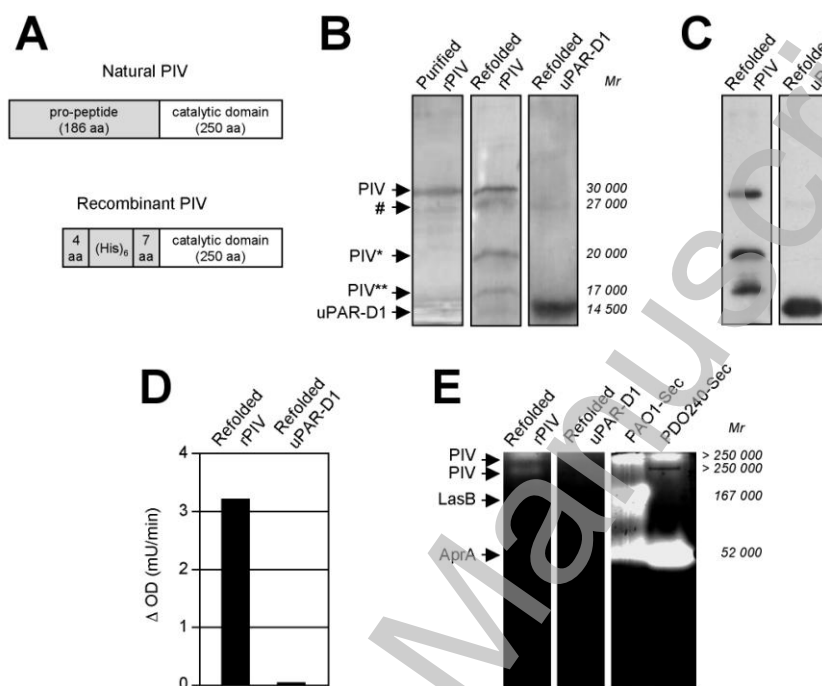 A
Natural PIV
pro-peptide
(186 aa)
catalytic domain
(250 aa)
Recombinant PIV
4
aa
(His)6
7
aa
catalytic domain
(250 aa)
B
Purified
rPIV
Refolded
rPIV
Refolded
uPAR-D1
Mr
PIV
#
PIV*
PIV**
uPAR-D1
30 000
27 000
20 000
17 000
14 500
C
Refolded
rPIV
Refolded
D
Refolded
rPIV
Refolded
uPAR-D1
Δ OD (mU/min)
4
3
2
1
0
E
Refolded
rPIV
Refolded
uPAR-D1
PAO1-Sec
PDO240-Sec
Mr
PIV
PIV
LasB
AprA
> 250 000
> 250 000
167 000
52 000